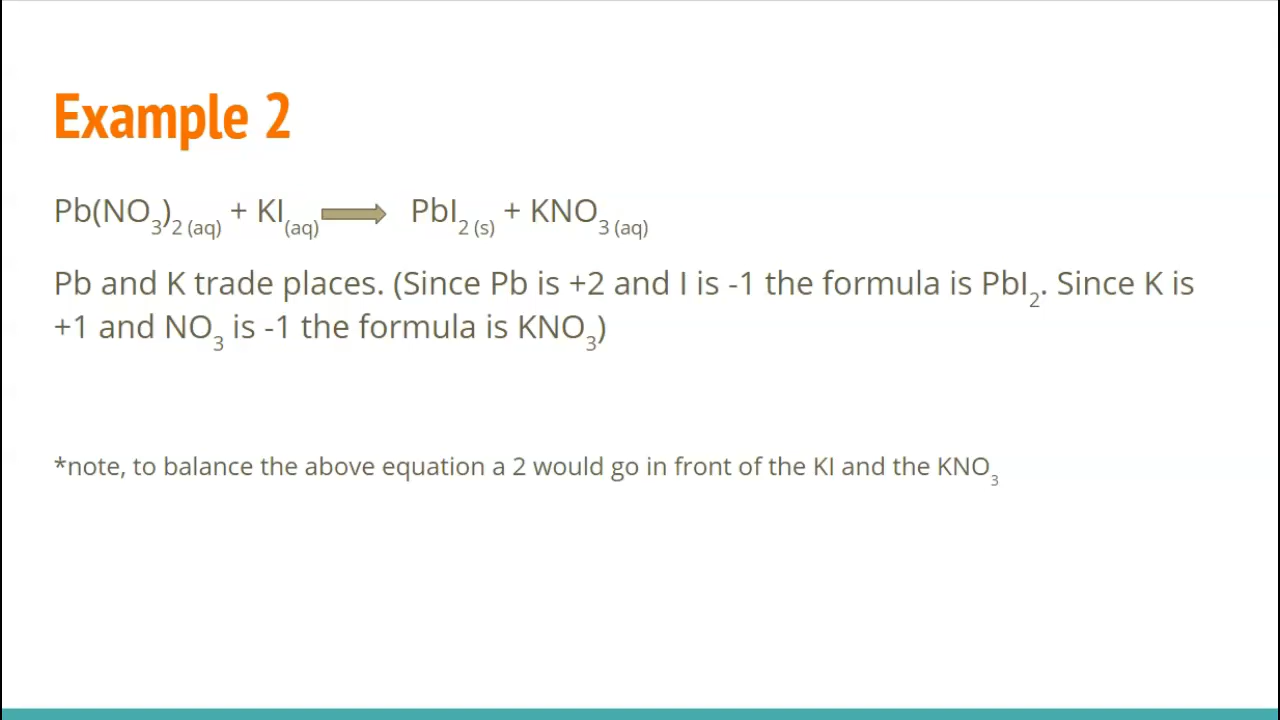 Example 2
Pb(NO₃)₂ (aq) + KI(aq) PbI₂ (s) + KNO₃ (aq)
Pb and K trade places. (Since Pb is +2 and I is -1 the formula is PbI₂. Since K is
+1 and NO₃ is -1 the formula is KNO₃)
*note, to balance the above equation a 2 would go in front of the KI and the KNO₃